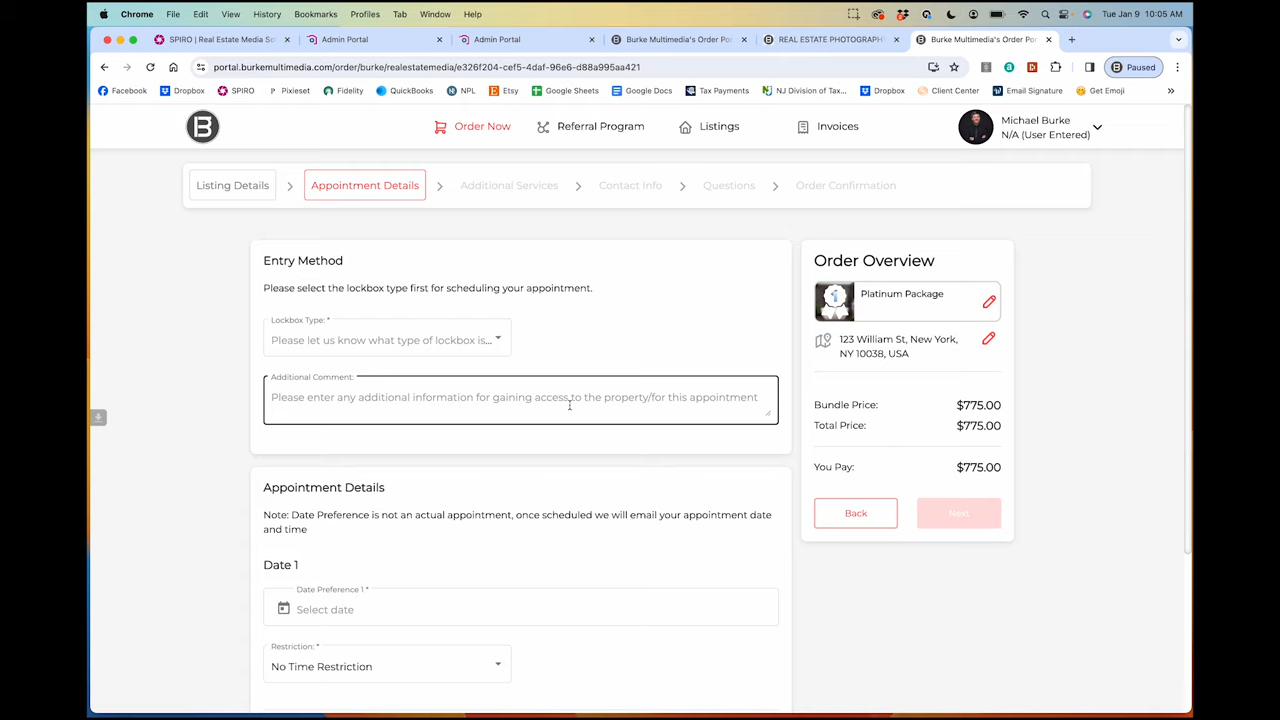 Chrome File Edit View History Bookmarks Profiles Tab Window Help Tue Jan 9 10:05 AM
SPIRO | Real Estate Media So Admin Portal Admin Portal Burke Multimedia's Order Por REAL ESTATE PHOTOGRAPHY Burke Multimedia's Order Por
portal.burkemultimedia.com/order/burke/realestatemedia/e326f204-cef5-4daf-96e6-d88a995aa421 Paused
Facebook Dropbox SPIRO Pixieset Fidelity QuickBooks NPL Etsy Google Sheets Google Docs Tax Payments NJ Division of Tax... Dropbox Client Center Email Signature Get Emoji
B Order Now Referral Program Listings Invoices
Michael Burke
N/A (User Entered)
Listing Details Appointment Details Additional Services Contact Info Questions Order Confirmation
Entry Method
Please select the lockbox type first for scheduling your appointment.
Lockbox Type: *
Please let us know what type of lockbox is...
Additional Comment:
Please enter any additional information for gaining access to the property/for this appointment
Appointment Details
Note: Date Preference is not an actual appointment, once scheduled we will email your appointment date
and time
Date 1
Date Preference 1 *
Select date
Restriction: *
No Time Restriction
Order Overview
1 Platinum Package
123 William St, New York,
NY 10038, USA
Bundle Price: $775.00
Total Price: $775.00
You Pay: $775.00
Back Next